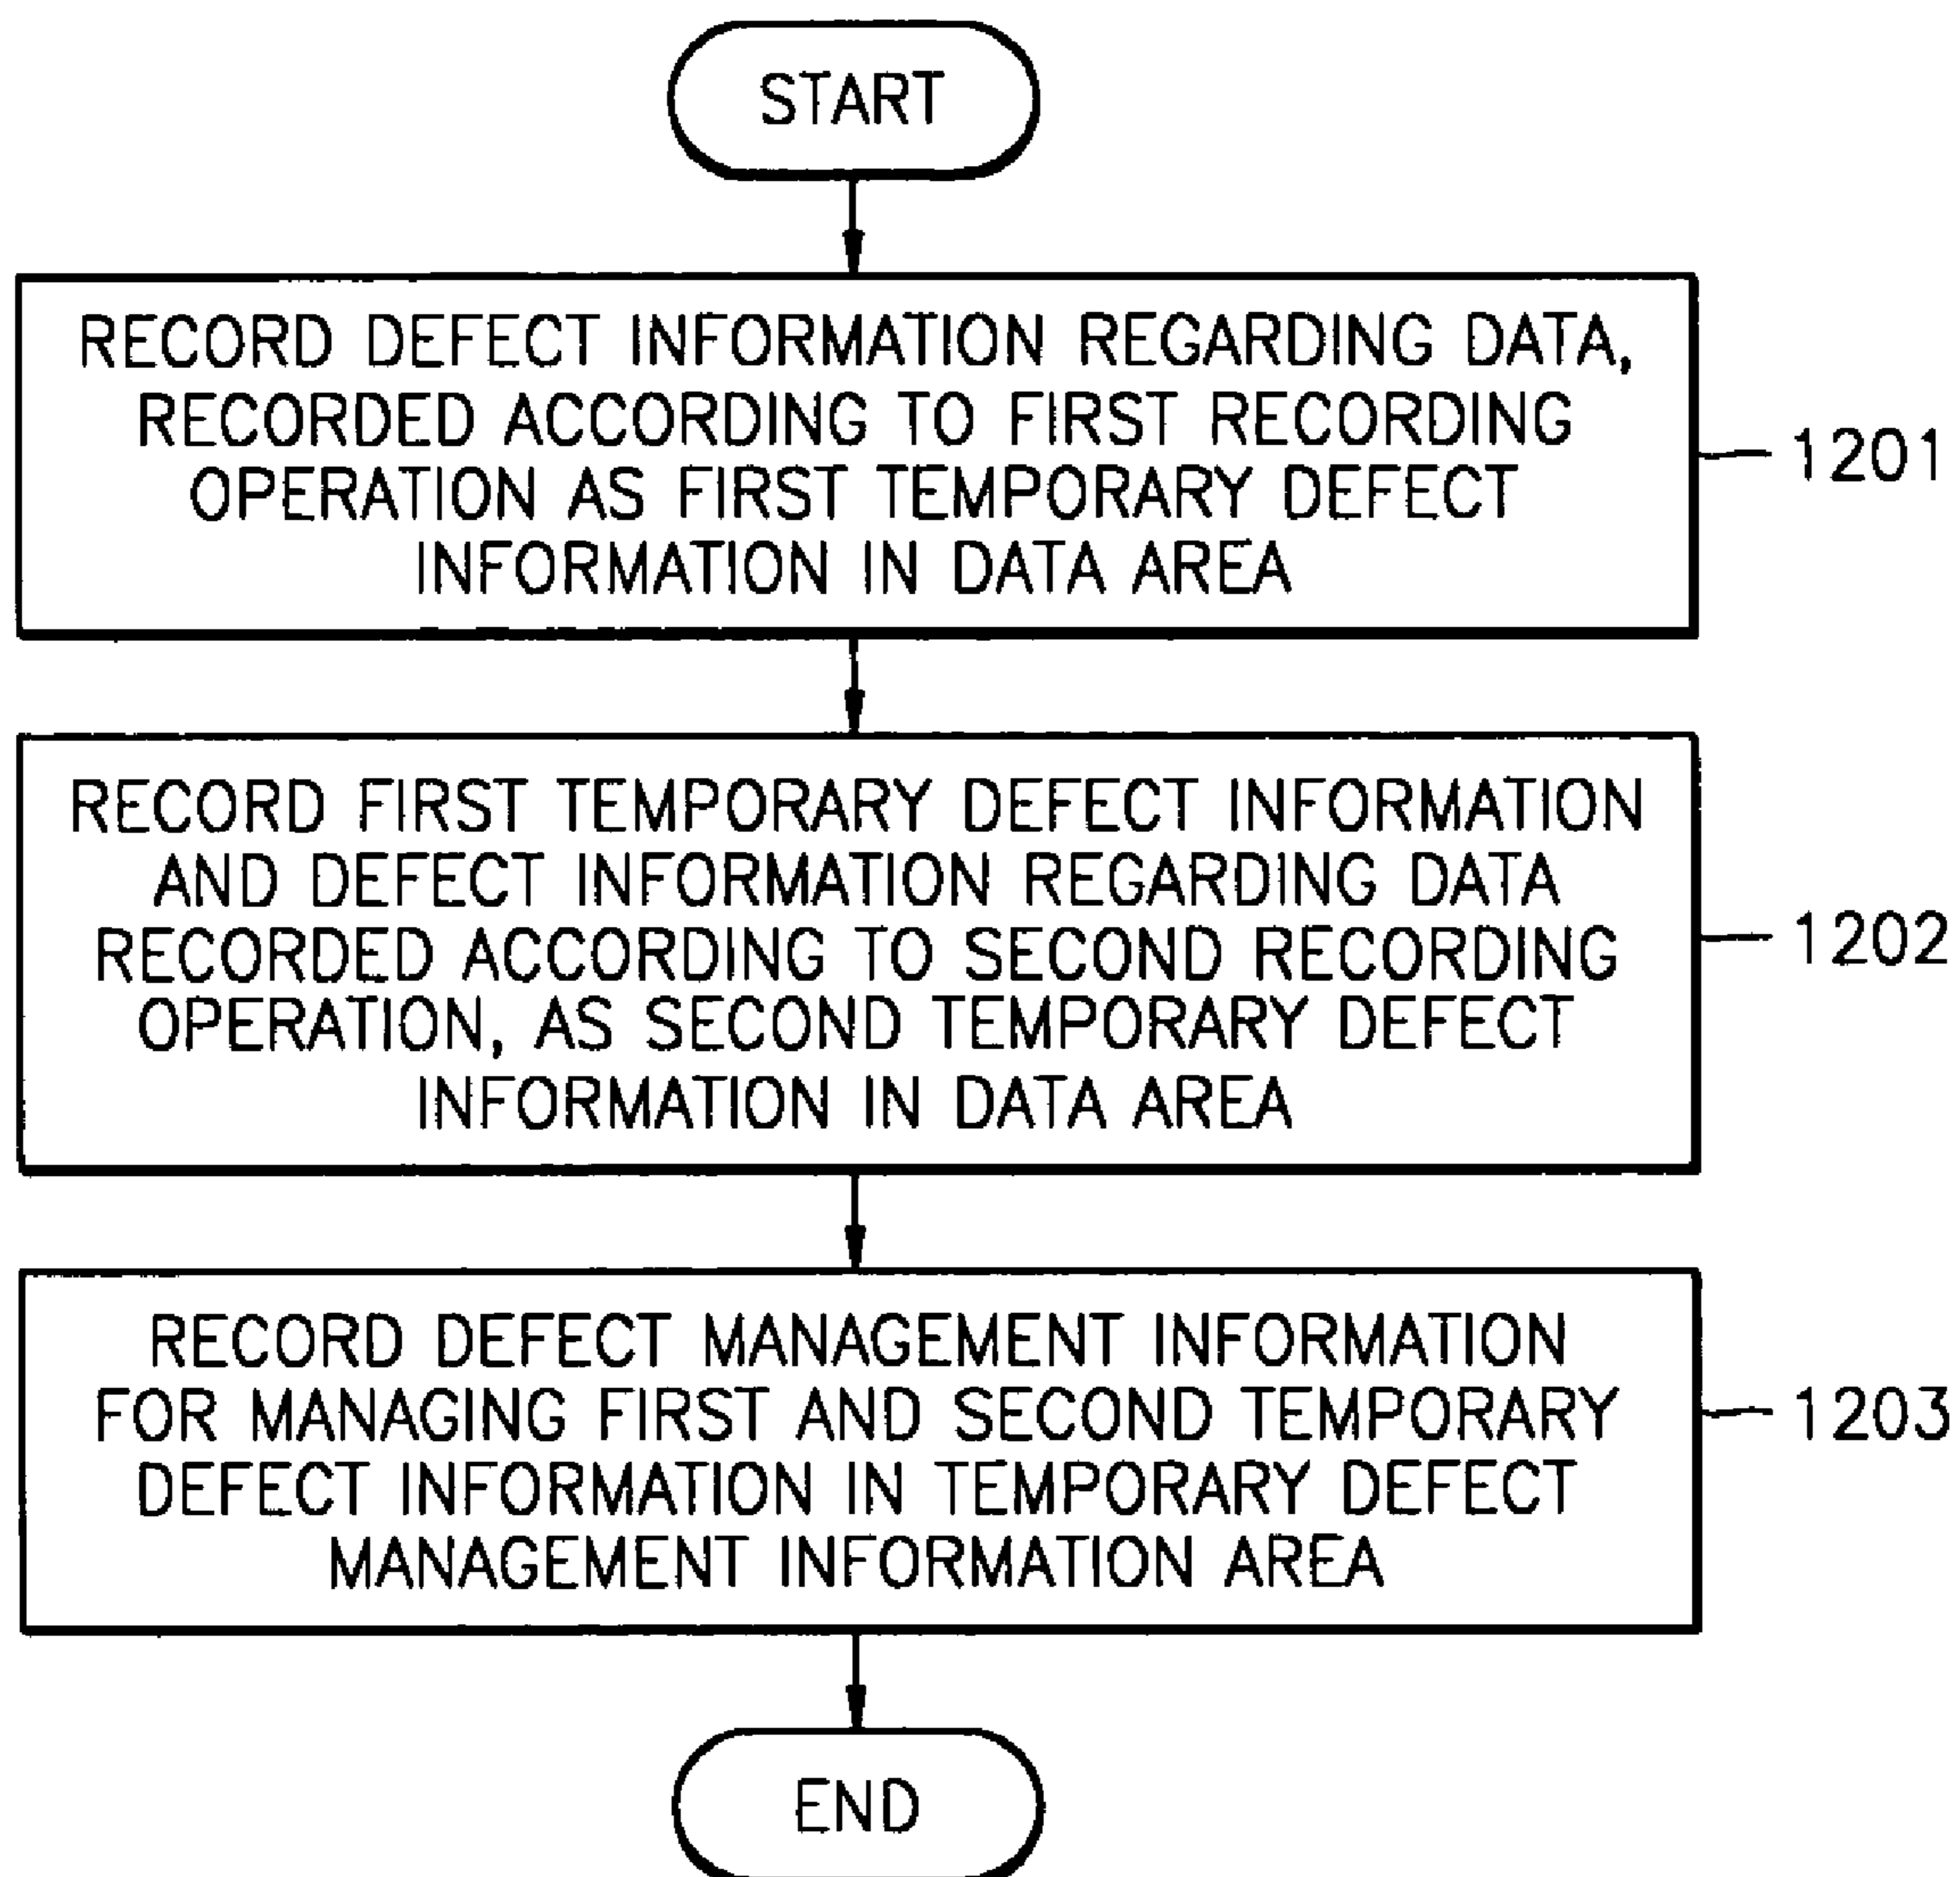 START
RECORD DEFECT INFORMATION REGARDING DATA,
RECORDED ACCORDING TO FIRST RECORDING
OPERATION AS FIRST TEMPORARY DEFECT
INFORMATION IN DATA AREA
1201
RECORD FIRST TEMPORARY DEFECT INFORMATION
AND DEFECT INFORMATION REGARDING DATA
RECORDED ACCORDING TO SECOND RECORDING
OPERATION, AS SECOND TEMPORARY DEFECT
INFORMATION IN DATA AREA
1202
RECORD DEFECT MANAGEMENT INFORMATION
FOR MANAGING FIRST AND SECOND TEMPORARY
DEFECT INFORMATION IN TEMPORARY DEFECT
MANAGEMENT INFORMATION AREA
1203
END